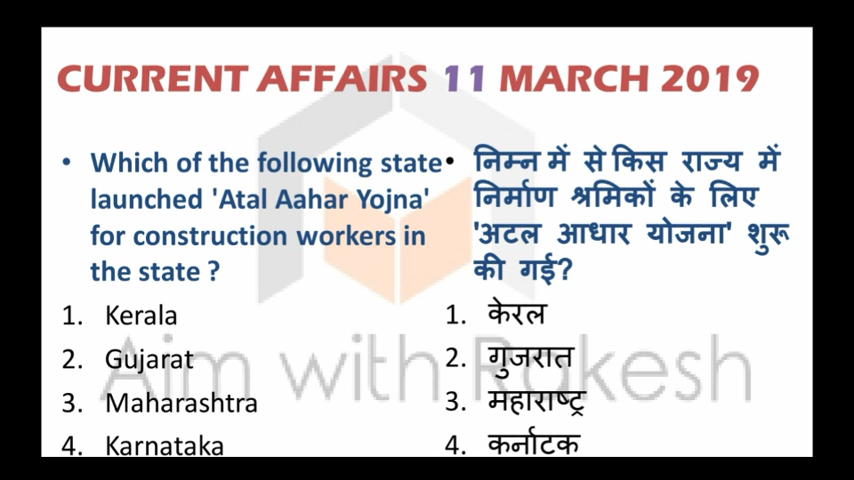 CURRENT AFFAIRS 11 MARCH 2019
• Which of the following state
launched 'Atal Aahar Yojna'
for construction workers in
the state ?
1. Kerala
2. Gujarat
3. Maharashtra
4. Karnataka
• निम्न में से किस राज्य में
निर्माण श्रमिकों के लिए
'अटल आधार योजना' शुरू
की गई?
1. केरल
2. गुजरात
3. महाराष्ट्र
4. कर्नाटक
Aim with Rakesh